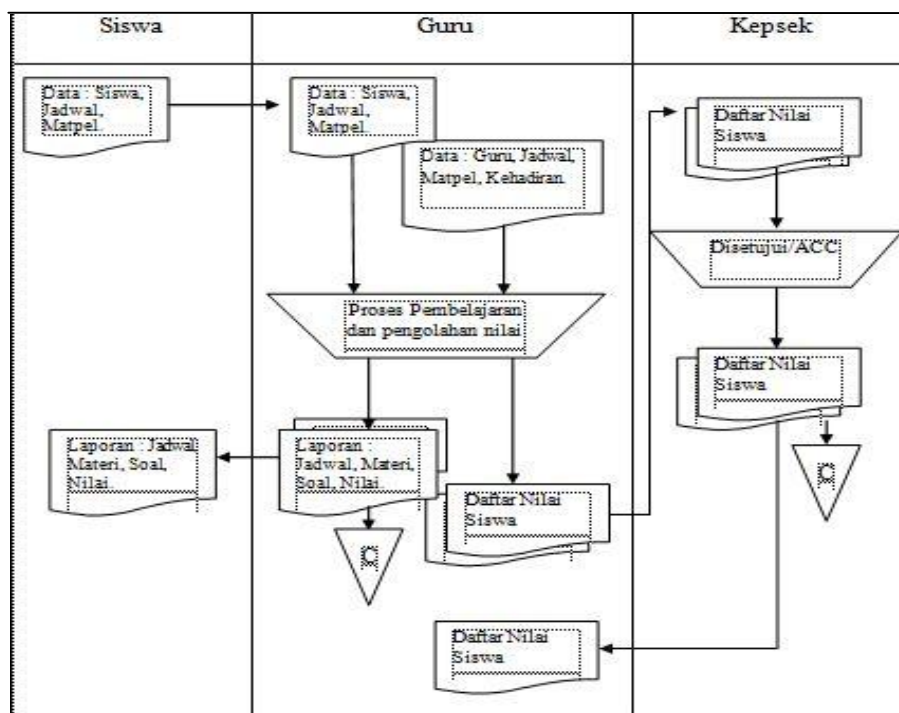 Siswa
Guru
Kepsek
Data : Siswa,
Jadwal,
Matpel.
Data : Siswa,
Jadwal,
Matpel.
Data : Guru, Jadwal,
Matpel, Kehadiran.
Daftar Nilai
Siswa
Disetujui/ACC
Proses Pembelajaran
dan pengolahan nilai
Daftar Nilai
Siswa
Laporan : Jadwal
Materi, Soal,
Nilai.
Laporan :
Jadwal, Materi,
Soal, Nilai.
C
Daftar Nilai
Siswa
C
Daftar Nilai
Siswa